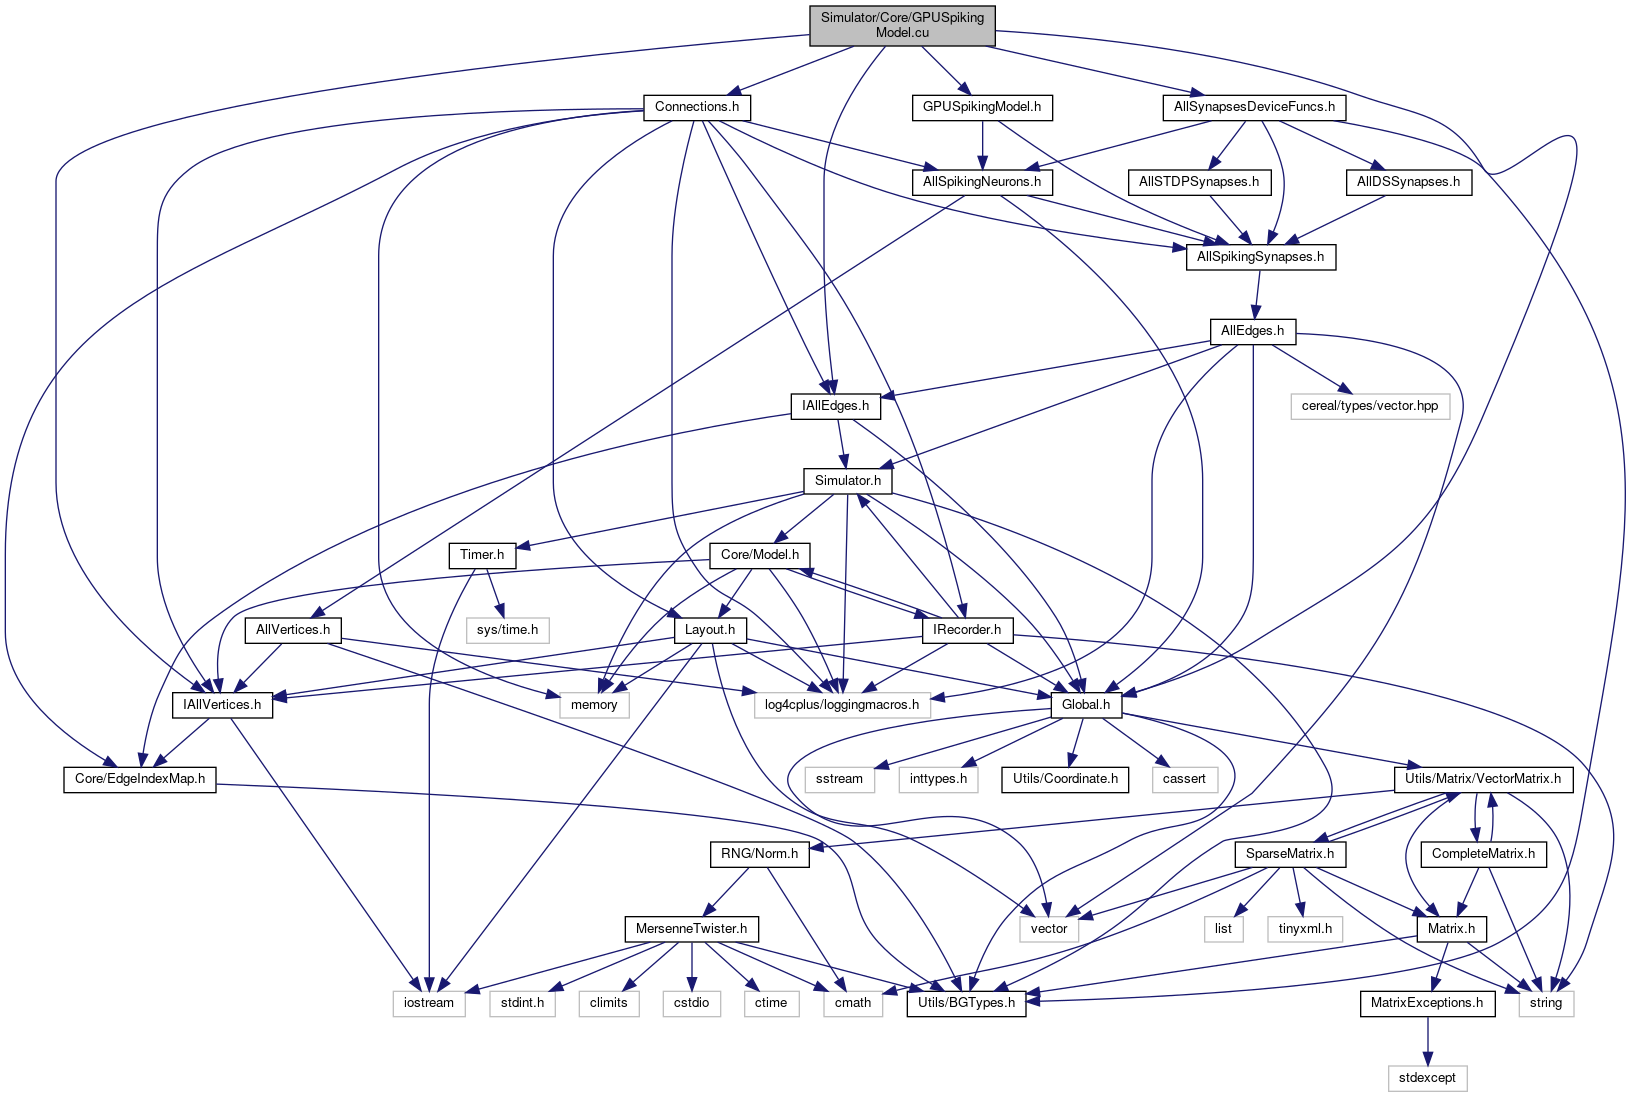 Simulator/Core/GPUSpiking
Model.cu
Connections.h
GPUSpikingModel.h
AllSynapsesDeviceFuncs.h
AllSpikingNeurons.h
AllSTDPSynapses.h
AllDSSynapses.h
AllSpikingSynapses.h
AllEdges.h
IAllEdges.h
cereal/types/vector.hpp
Simulator.h
Timer.h
Core/Model.h
AllVertices.h
sys/time.h
Layout.h
IRecorder.h
IAllVertices.h
memory
log4cplus/loggingmacros.h
Global.h
Core/EdgeIndexMap.h
sstream
inttypes.h
Utils/Coordinate.h
cassert
Utils/Matrix/VectorMatrix.h
RNG/Norm.h
SparseMatrix.h
CompleteMatrix.h
MersenneTwister.h
vector
list
tinyxml.h
Matrix.h
iostream
stdint.h
climits
cstdio
ctime
cmath
Utils/BGTypes.h
MatrixExceptions.h
string
stdexcept